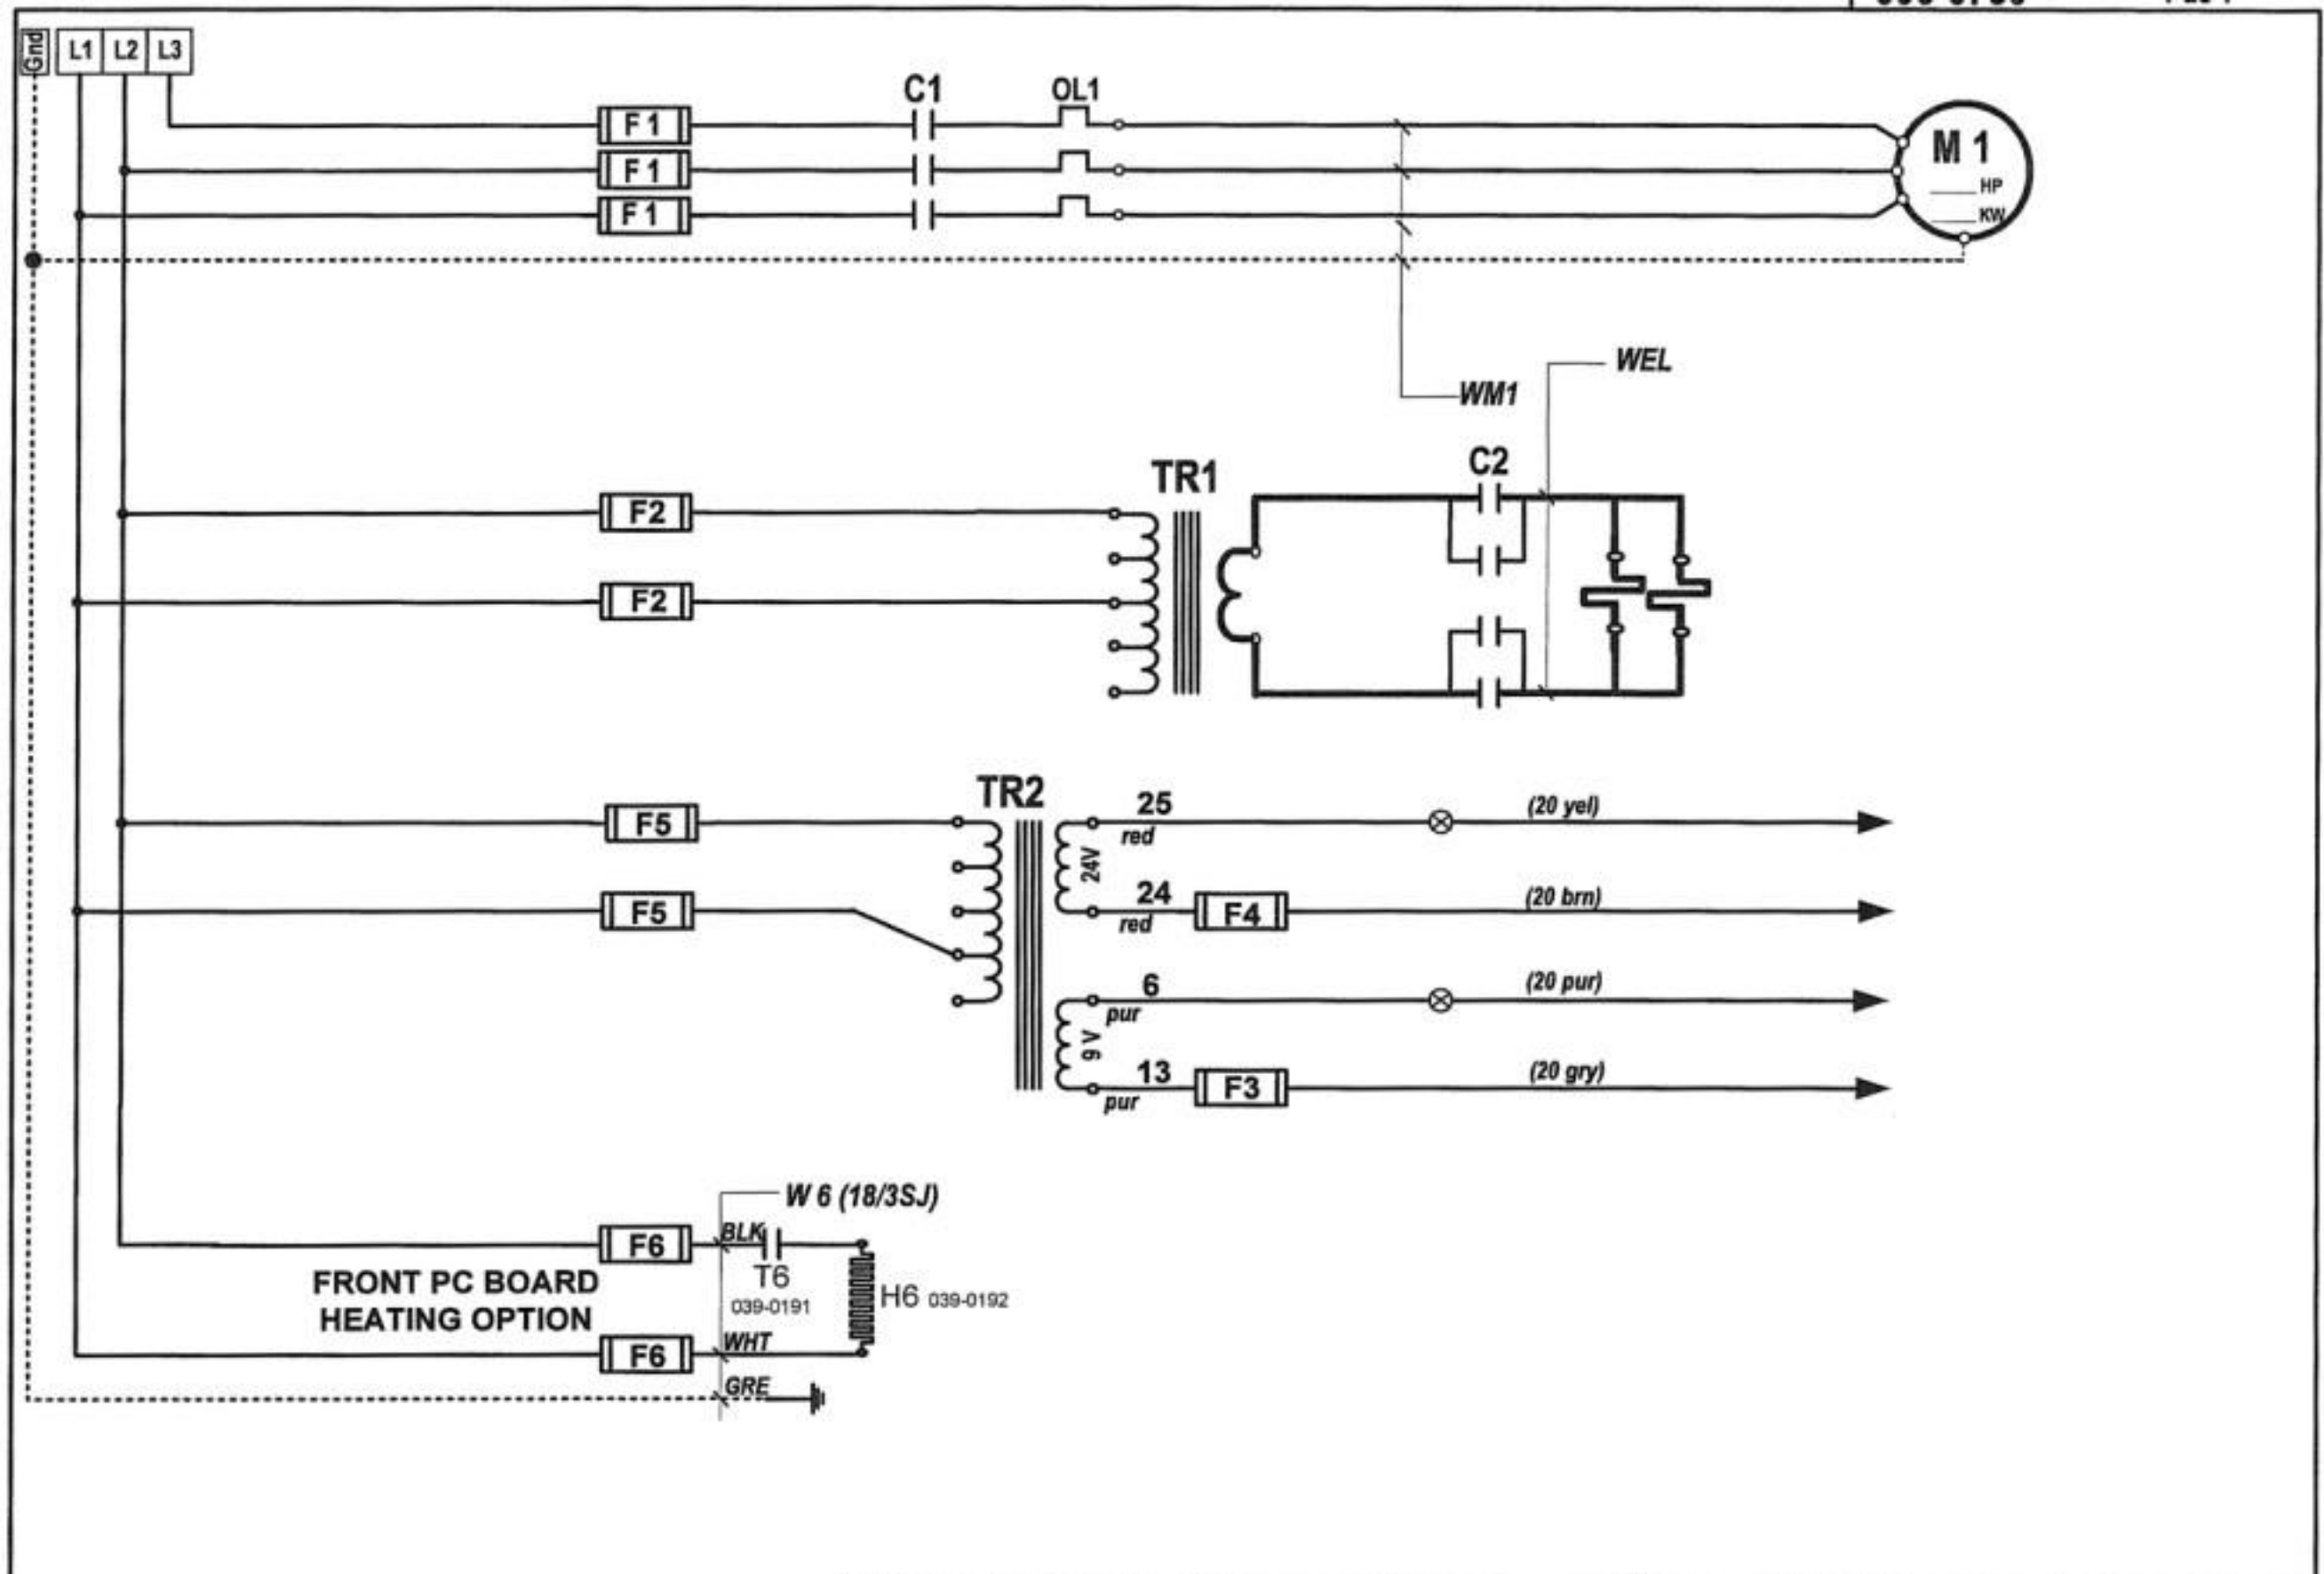 Gnd L1 L2 L3
C1 OL1
F 1
F 1
F 1
M 1
HP
KW
WEL
WM1
C2
TR1
F2
F2
TR2
25
red
(20 yel)
F5
24V
24
red
F4
(20 brn)
F5
6
pur
(20 pur)
9 V
13
pur
F3
(20 gry)
W 6 (18/3SJ)
F6
BLK
T6
039-0191
H6 039-0192
FRONT PC BOARD
HEATING OPTION
F6
WHT
GRE